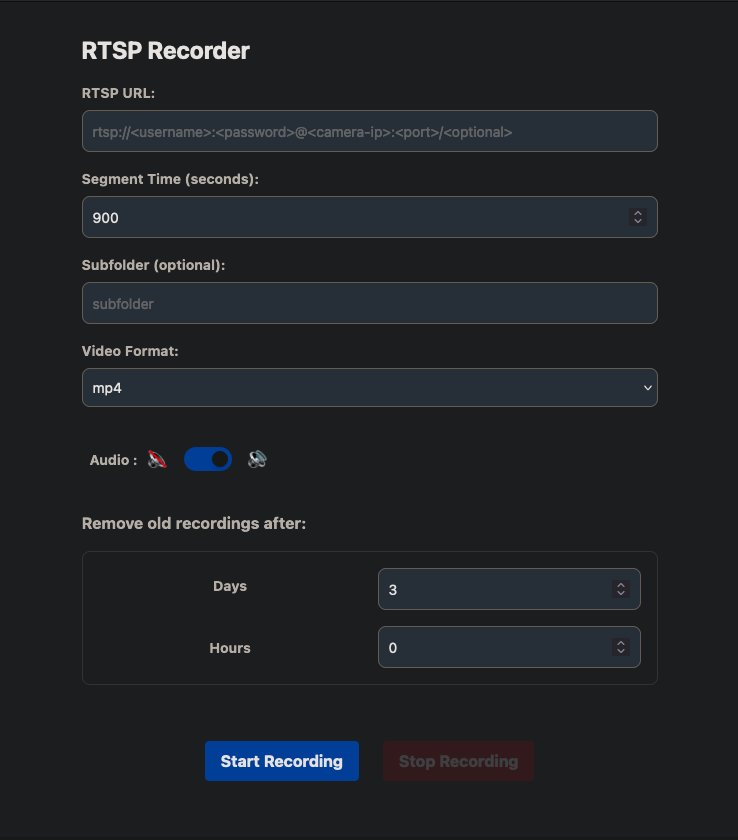 RTSP Recorder
RTSP URL:
rtsp://<username>:<password>@<camera-ip>:<port>/<optional>
Segment Time (seconds):
900
Subfolder (optional):
subfolder
Video Format:
mp4
Audio :
Remove old recordings after:
Days 3
Hours 0
Start Recording Stop Recording